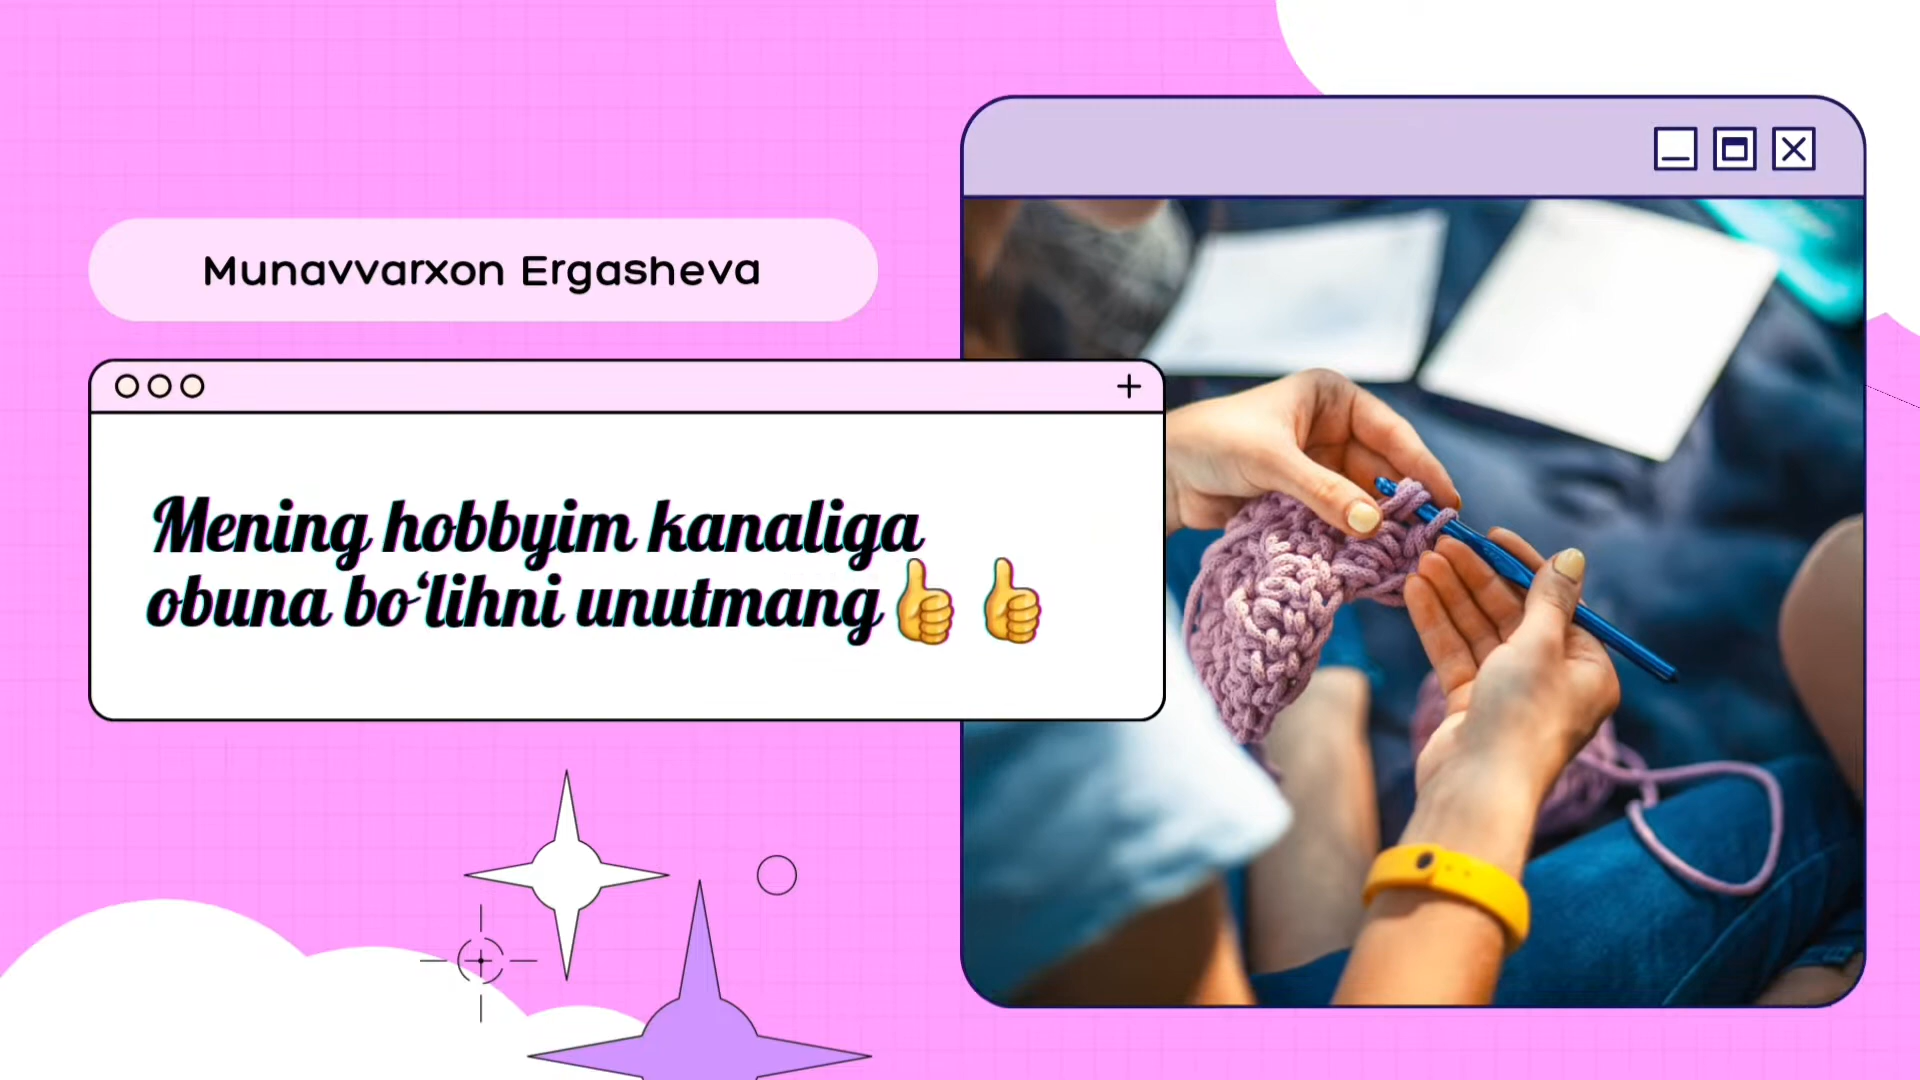 Munavvarxon Ergasheva
Mening hobbyim kanaliga
obuna bo‘lihni unutmang👍 👍